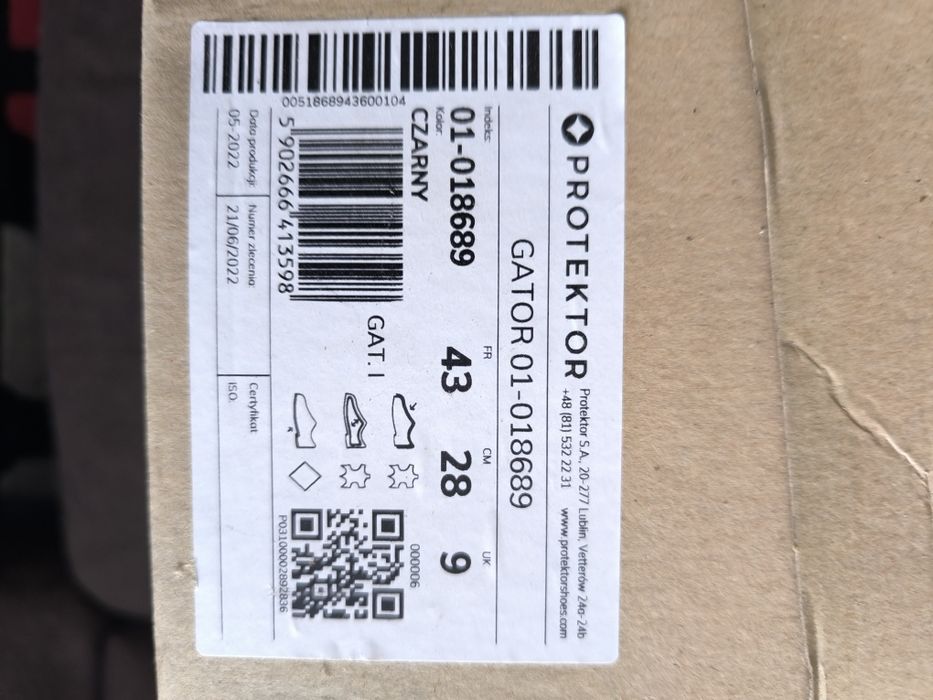 0051868943600104
PROTEKTOR
Protektor S.A., 20-277 Lublin, Vetterów 24a-24b
+48 (81) 532 22 31 www.protektorshoes.com
GATOR 01-018689
Indeks: FR CM UK
01-018689 43 28 9
Kolor:
CZARNY
GAT. I
000006
5 902666 413598
P03100002892836
Data produkcji: Numer zlecenia: Certyfikat
05-2022 21/06/2022 ISO: